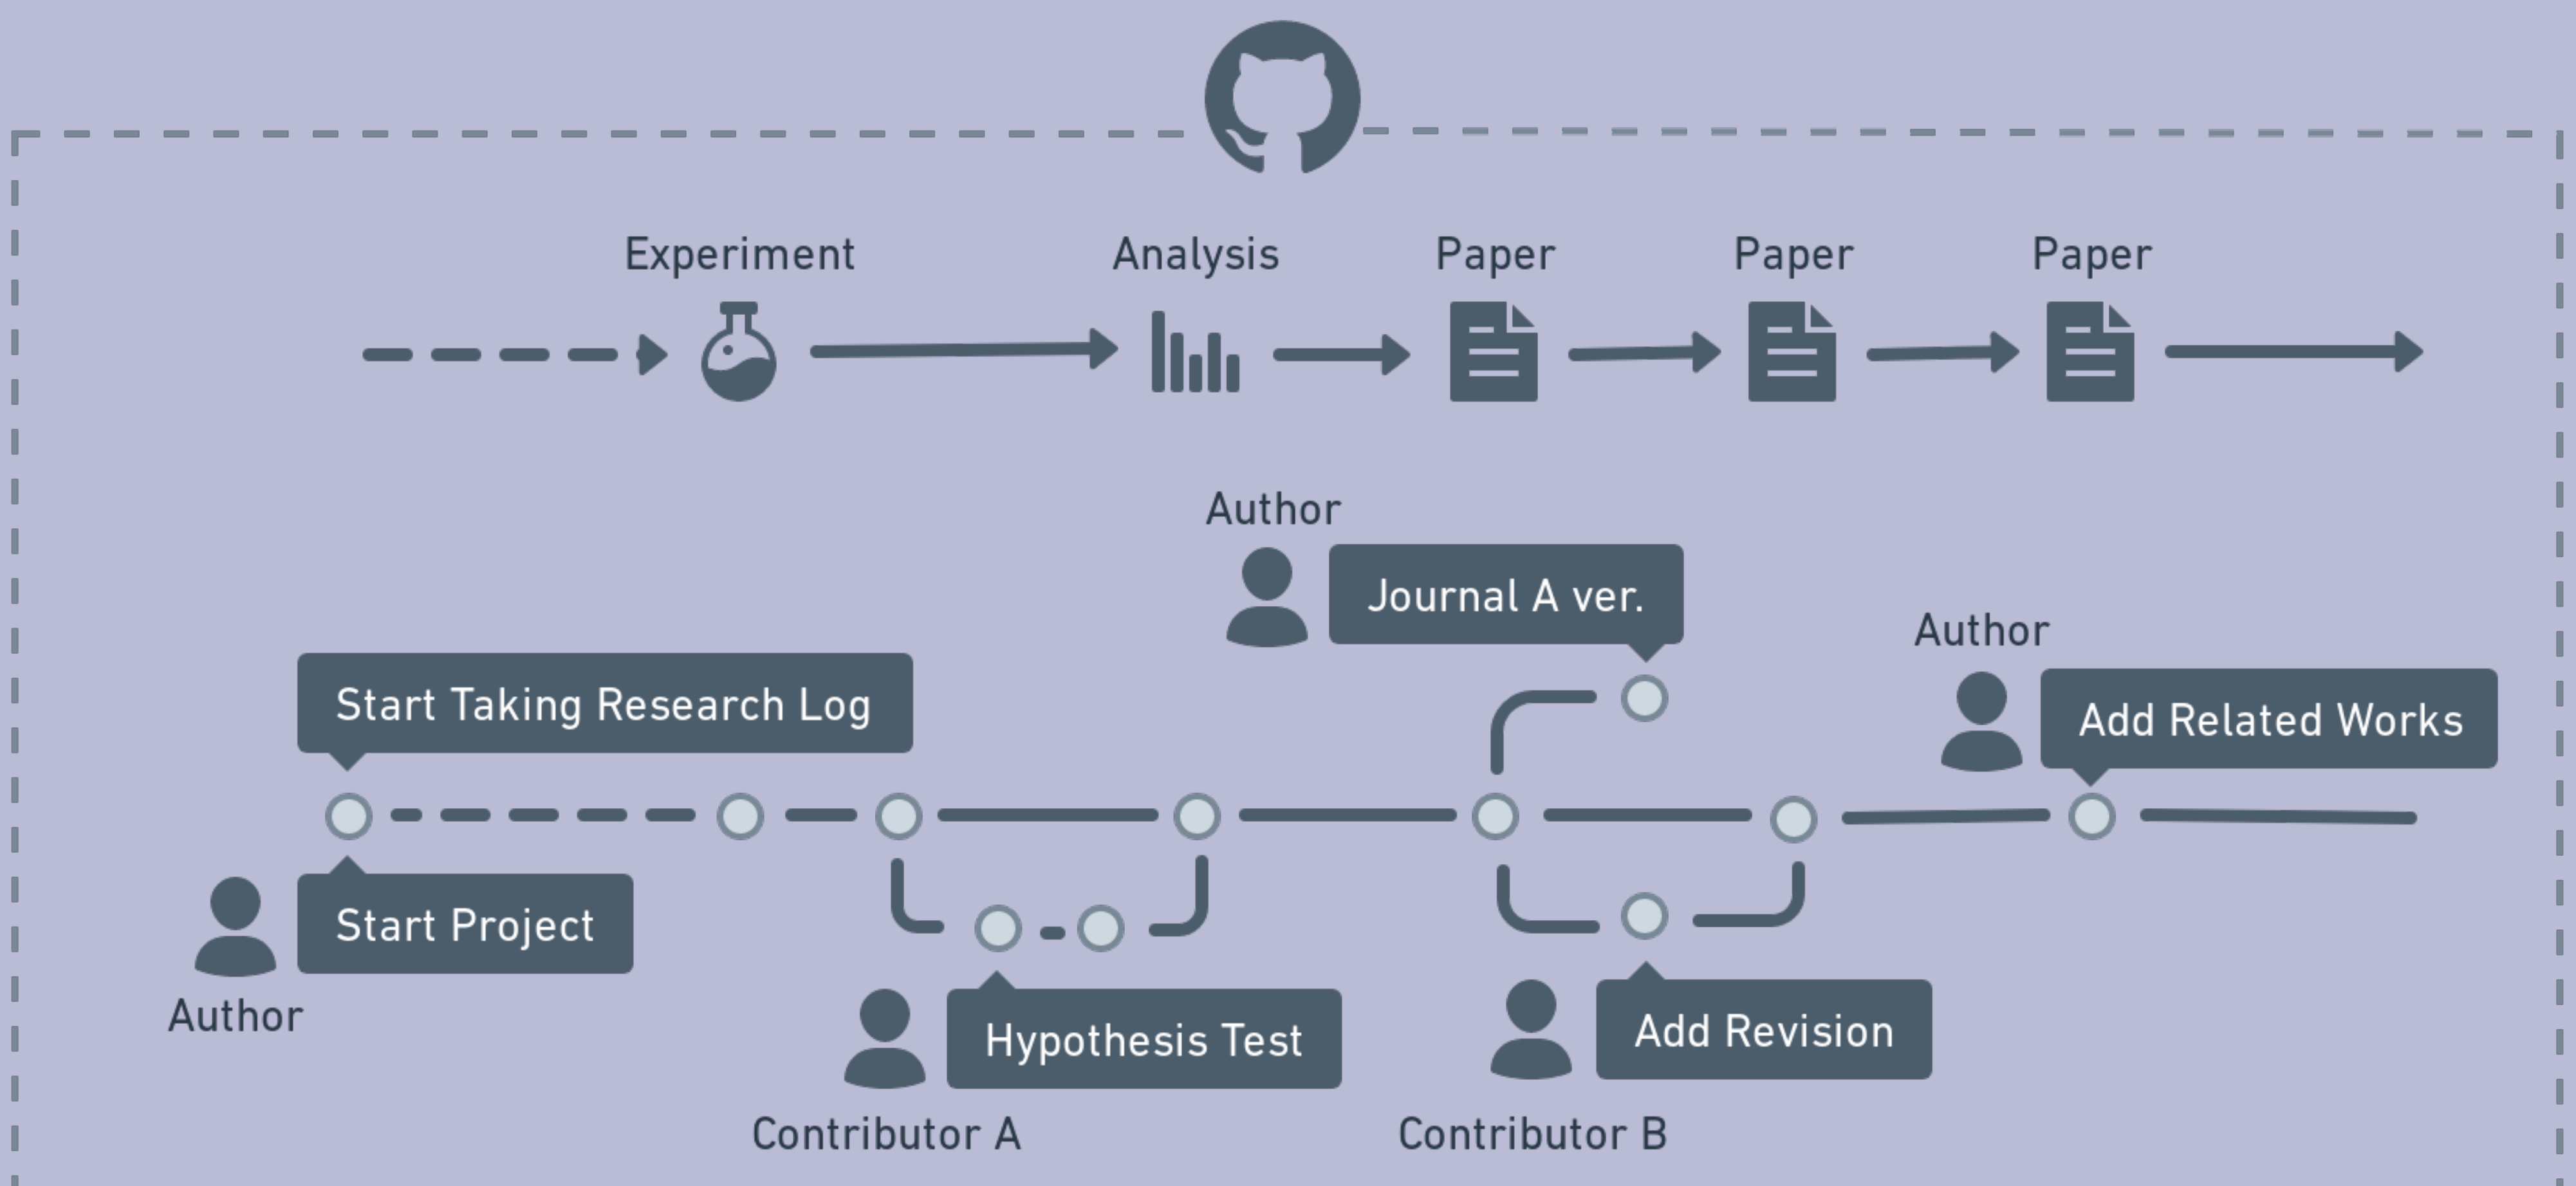 Experiment
Analysis
Paper
Paper
Paper
Author
Journal A ver.
Author
Add Related Works
Start Taking Research Log
Start Project
Author
Hypothesis Test
Contributor A
Add Revision
Contributor B